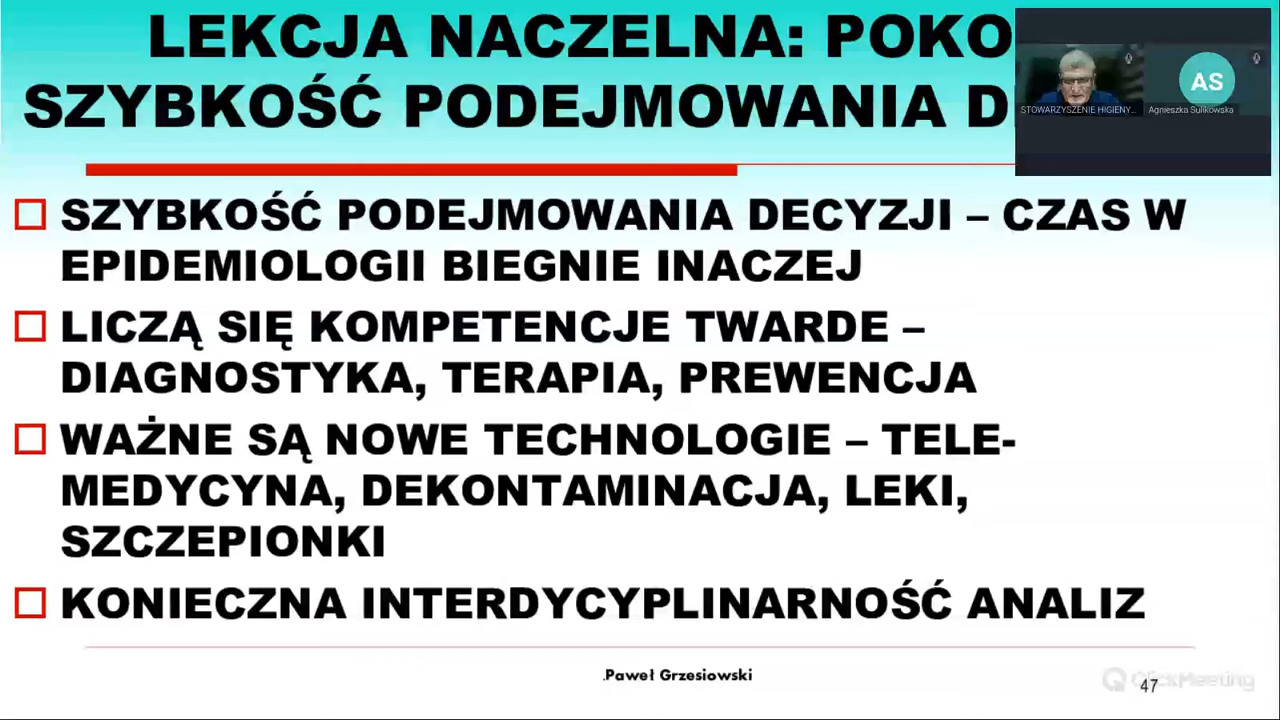 LEKCJA NACZELNA: POKO
SZYBKOŚĆ PODEJMOWANIA D
AS
STOWARZYSZENIE HIGIENY...
Agnieszka Sulikowska
SZYBKOŚĆ PODEJMOWANIA DECYZJI – CZAS W
EPIDEMIOLOGII BIEGNIE INACZEJ
LICZĄ SIĘ KOMPETENCJE TWARDE –
DIAGNOSTYKA, TERAPIA, PREWENCJA
WAŻNE SĄ NOWE TECHNOLOGIE – TELE-
MEDYCYNA, DEKONTAMINACJA, LEKI,
SZCZEPIONKI
KONIECZNA INTERDYCYPLINARNOŚĆ ANALIZ
Paweł Grzesiowski
ClickMeeting
47